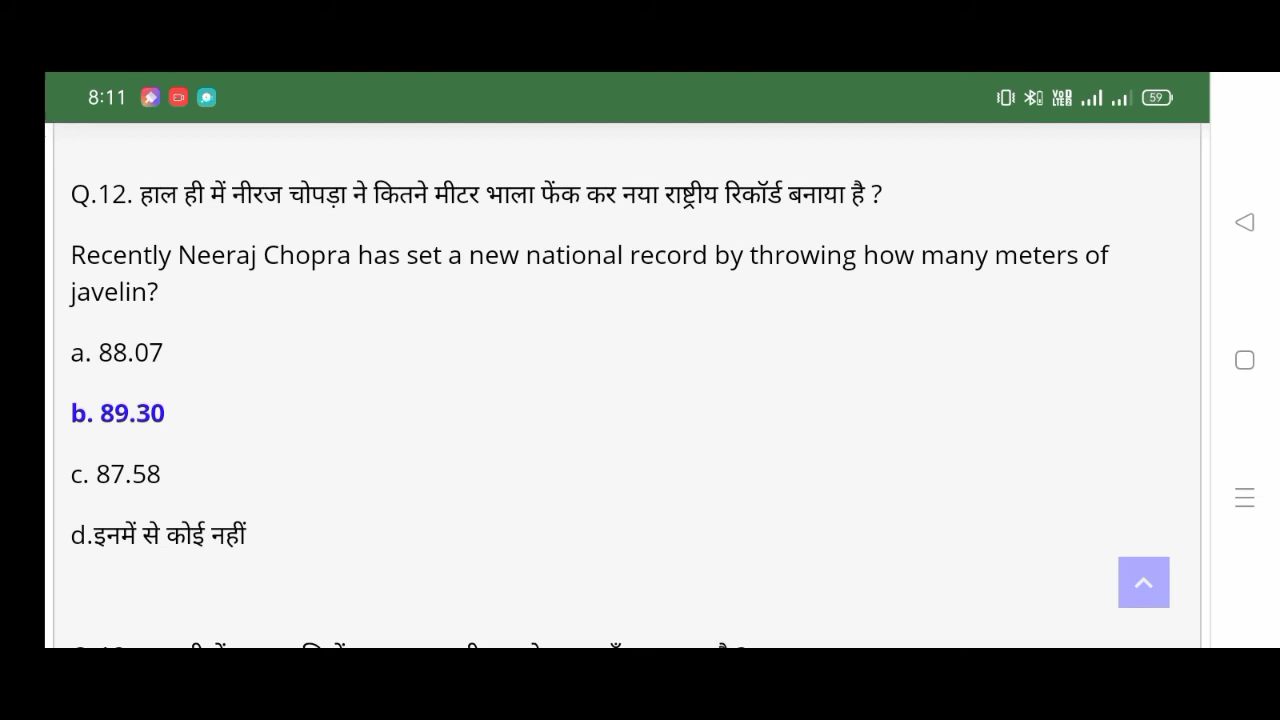 8:11
59
Q.12. हाल ही में नीरज चोपड़ा ने कितने मीटर भाला फेंक कर नया राष्ट्रीय रिकॉर्ड बनाया है ?
Recently Neeraj Chopra has set a new national record by throwing how many meters of
javelin?
a. 88.07
b. 89.30
c. 87.58
d.इनमें से कोई नहीं